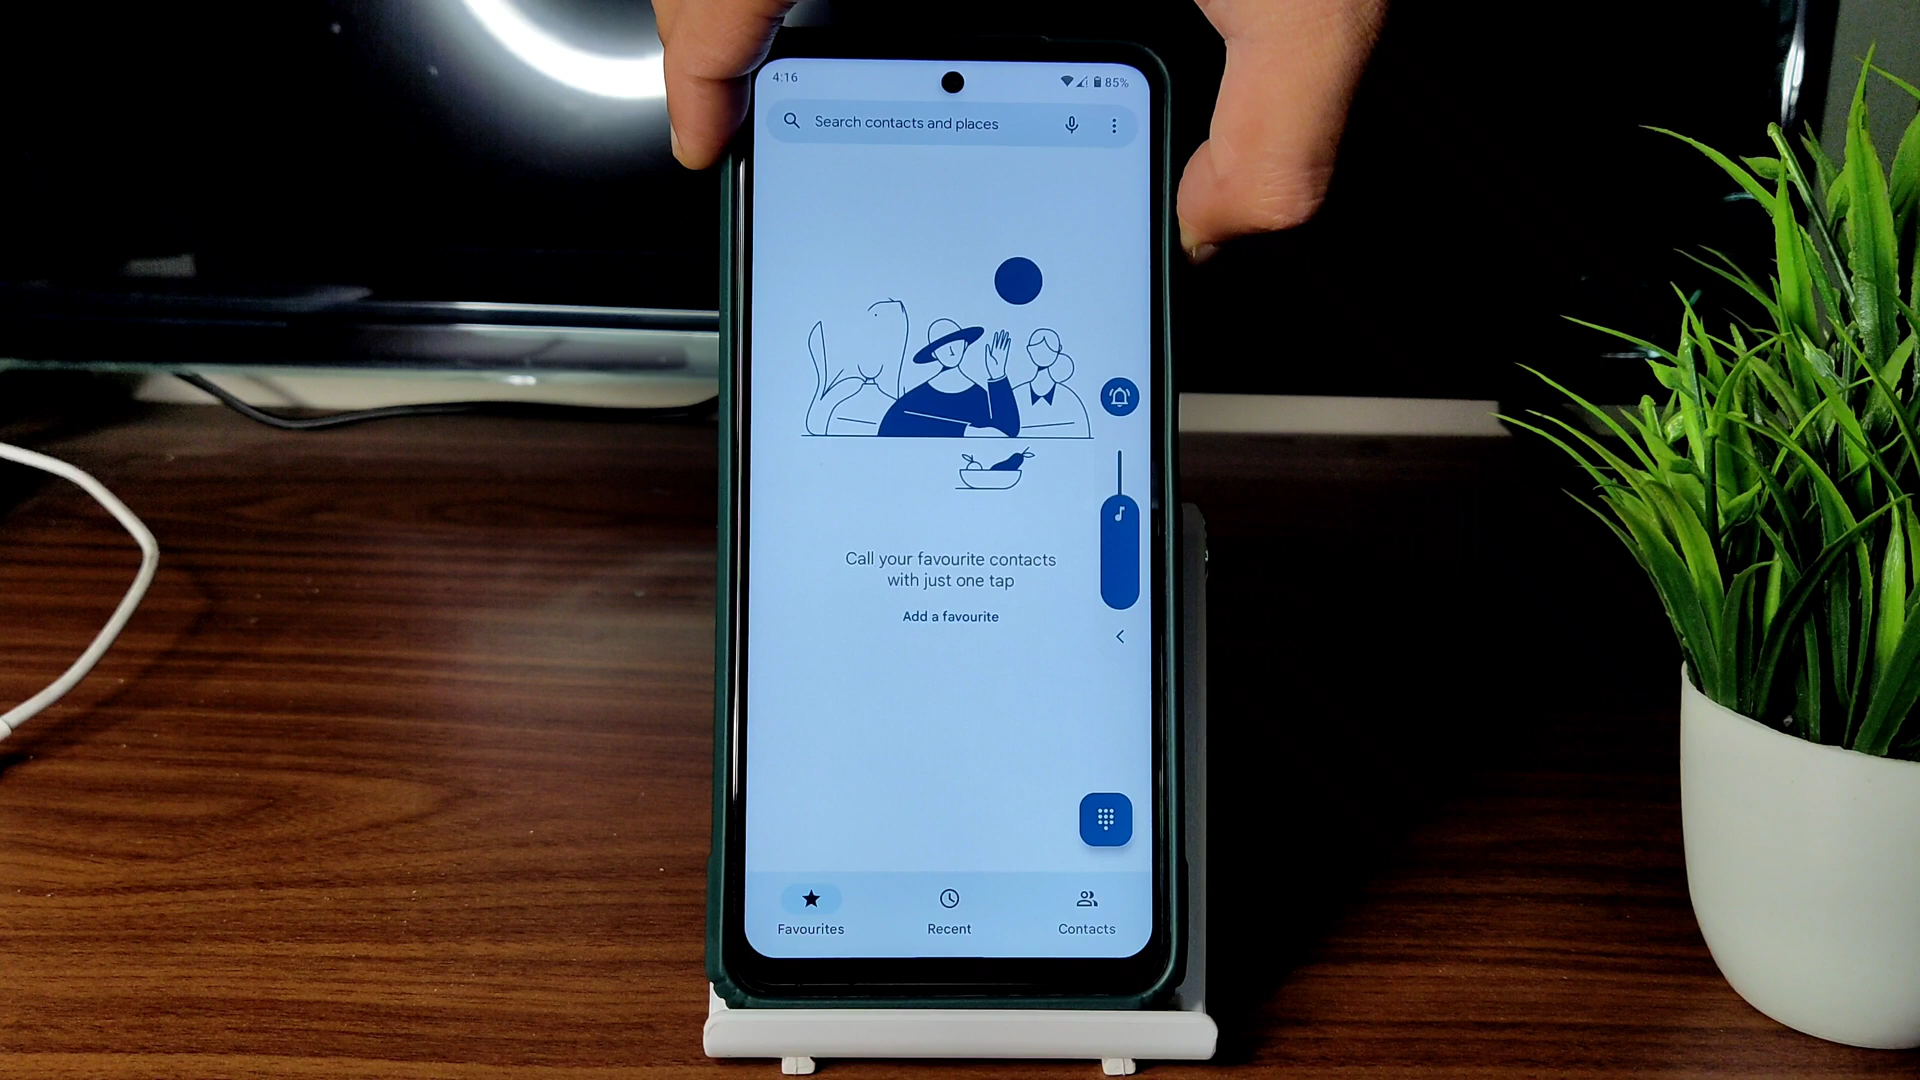 4:16
85%
Search contacts and places
Call your favourite contacts
with just one tap
Add a favourite
Favourites
Recent
Contacts